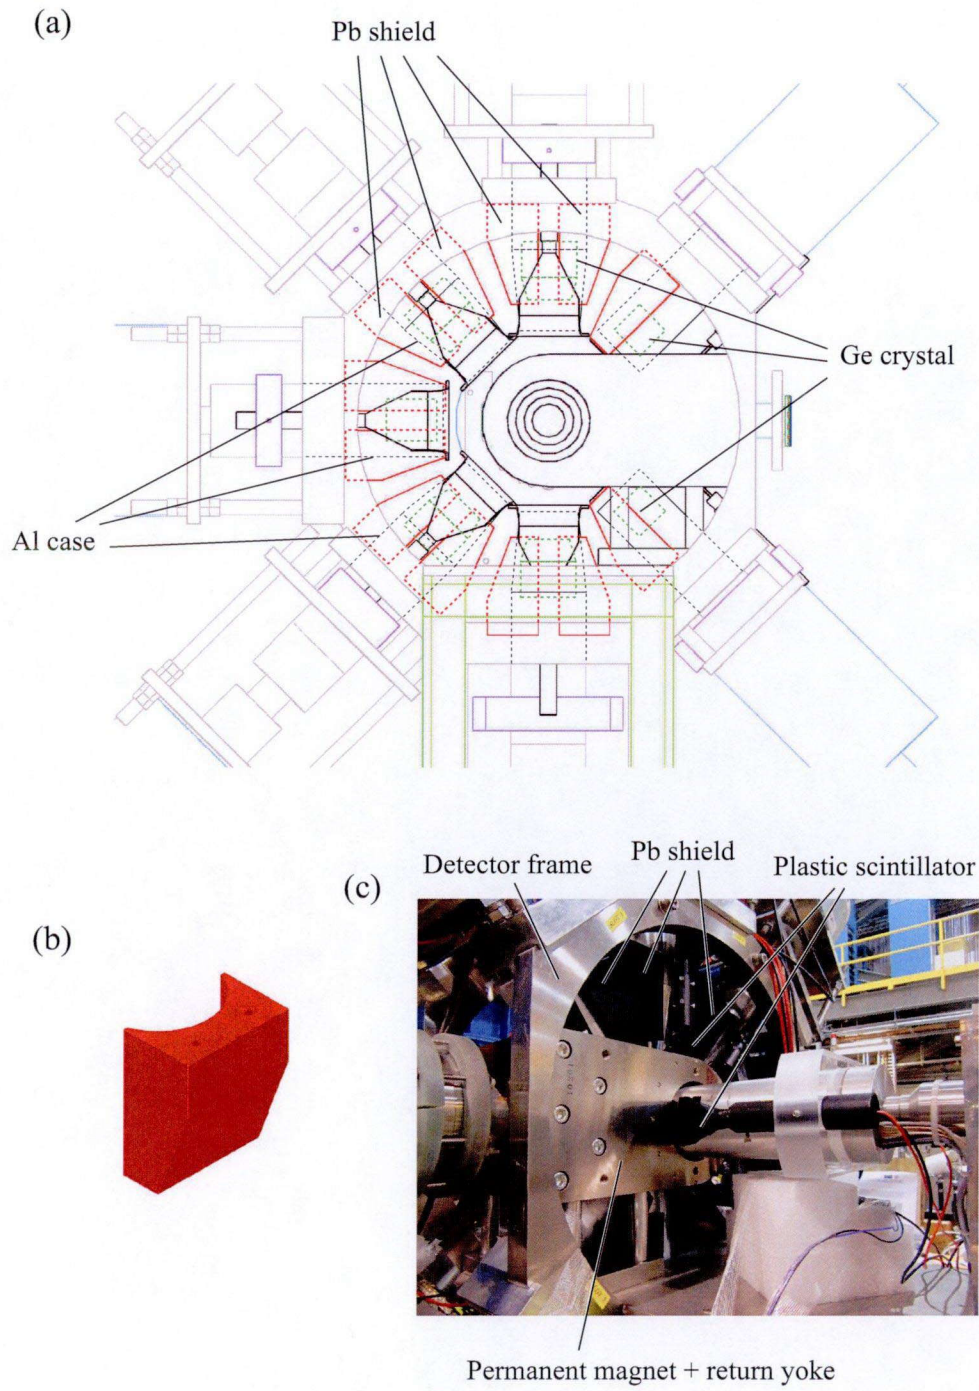 (a)
Pb shield
Ge crystal
Al case
(b)
(c)
Detector frame
Pb shield
Plastic scintillator
Permanent magnet + return yoke